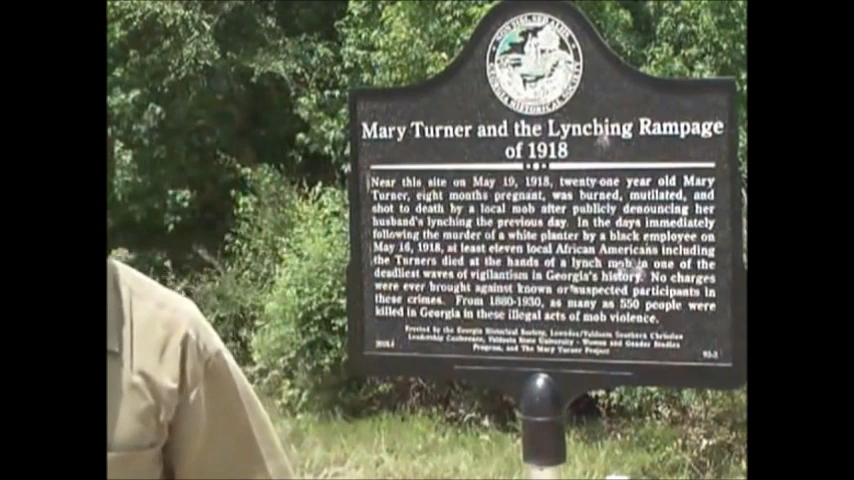 Mary Turner and the Lynching Rampage
of 1918
Near this site on May 19, 1918, twenty-one year old Mary
Turner, eight months pregnant, was burned, mutilated, and
shot to death by a local mob after publicly denouncing her
husband's lynching the previous day. In the days immediately
following the murder of a white planter by a black employee on
May 16, 1918, at least eleven local African Americans including
the Turners died at the hands of a lynch mob in one of the
deadliest waves of vigilantism in Georgia's history. No charges
were ever brought against known or suspected participants in
these crimes. From 1880-1930, as many as 550 people were
killed in Georgia in these illegal acts of mob violence.
Erected by the Georgia Historical Society, Lowndes/Valdosta Southern Christian
Leadership Conference, Valdosta State University - Women and Gender Studies
Program, and The Mary Turner Project